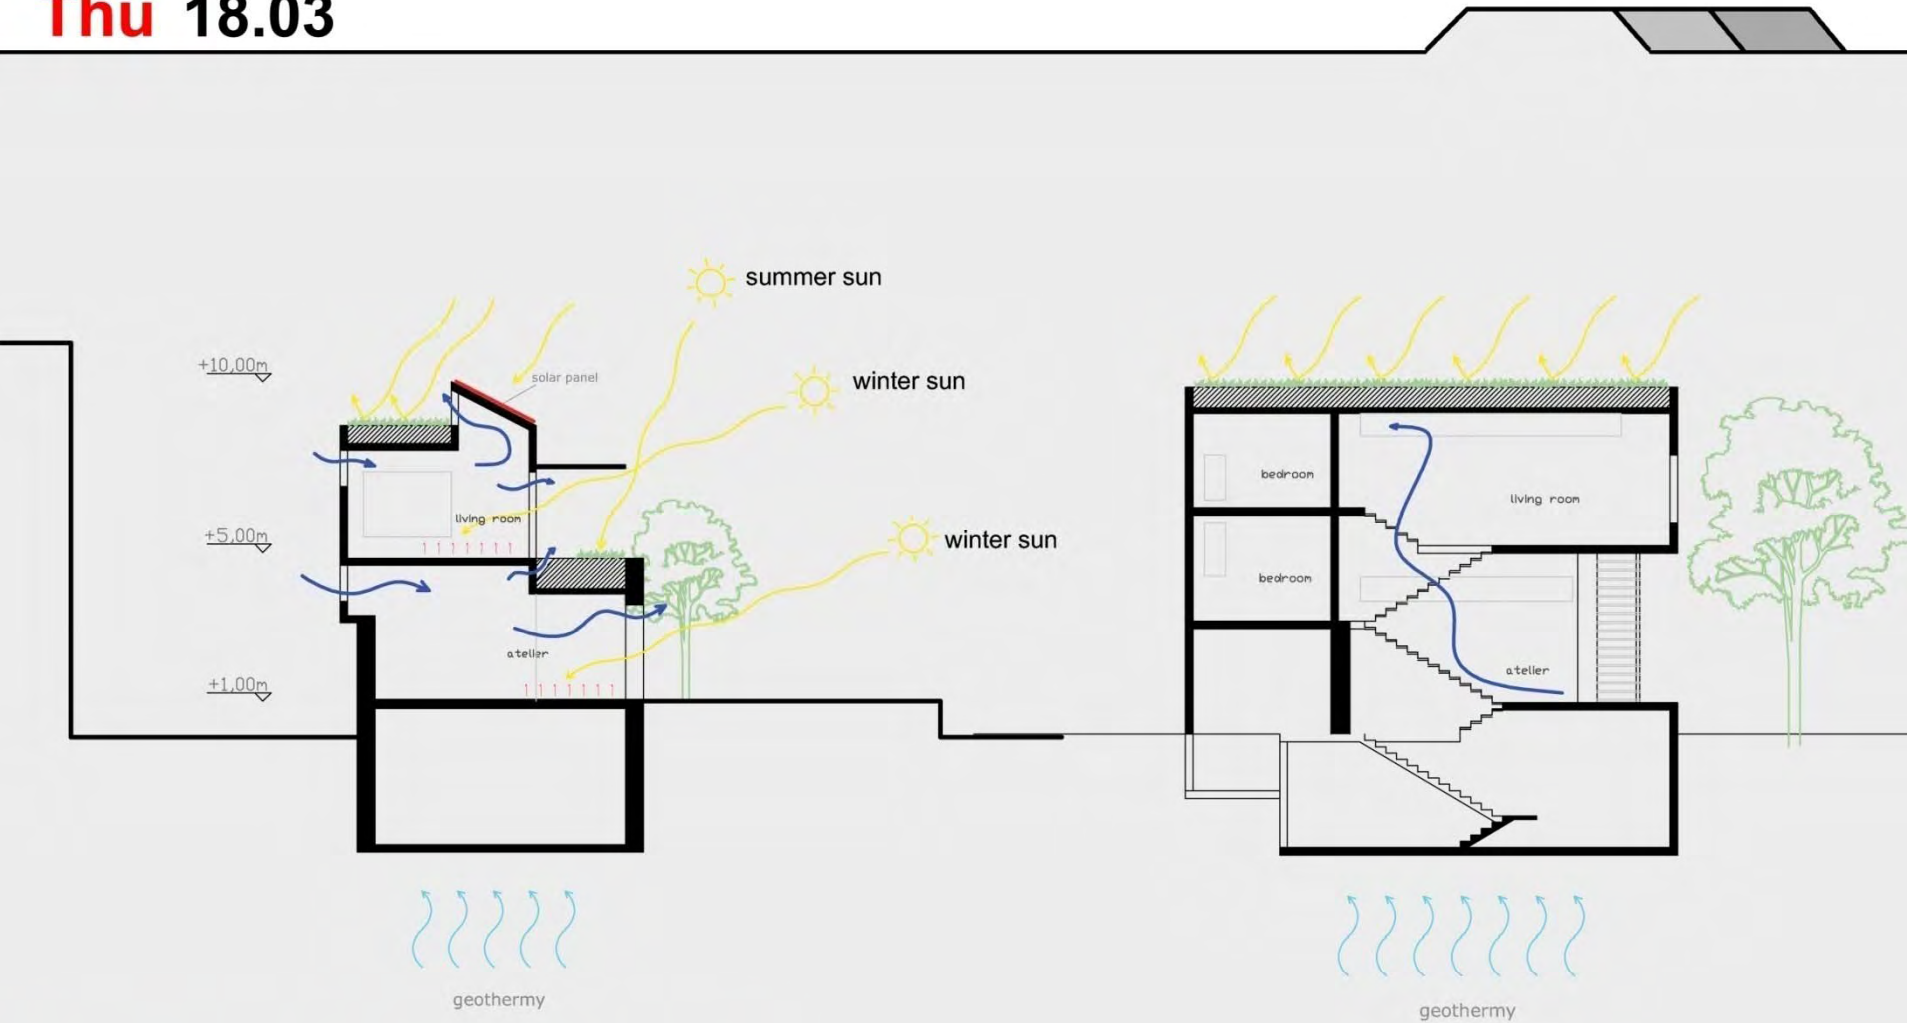 Thu 18.03
summer sun
winter sun
+10,00m
solar panel
living room
+5,00m
winter sun
atelier
+1,00m
geothermy
bedroom
living room
bedroom
atelier
geothermy